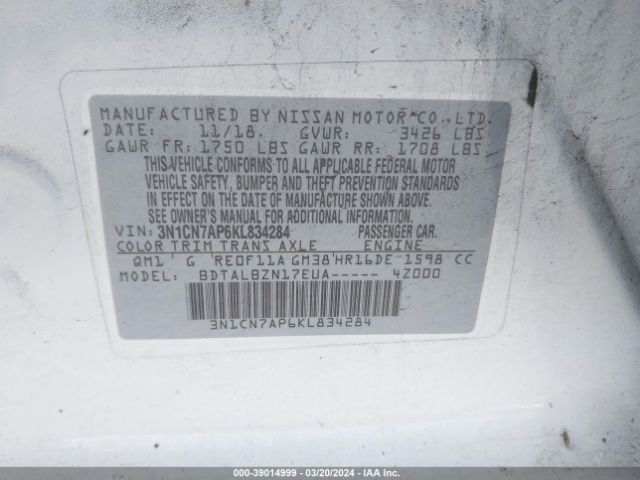 MANUFACTURED BY NISSAN MOTOR CO., LTD.
DATE: 11/18. GVWR: 3426 LBS
GAWR FR: 1750 LBS GAWR RR: 1708 LBS
THIS VEHICLE CONFORMS TO ALL APPLICABLE FEDERAL MOTOR
VEHICLE SAFETY, BUMPER AND THEFT PREVENTION STANDARDS
IN EFFECT ON THE DATE OF MANUFACTURE SHOWN ABOVE.
SEE OWNER'S MANUAL FOR ADDITIONAL INFORMATION.
VIN: 3N1CN7AP6KL834284 PASSENGER CAR.
COLOR TRIM TRANS AXLE ENGINE
QM1 G RE0F11A GM38 HR16DE 1598 CC
MODEL: BDTALBZN17EUA----- 4Z000
3N1CN7AP6KL834284
000-39014999 — 03/20/2024 — IAA Inc.